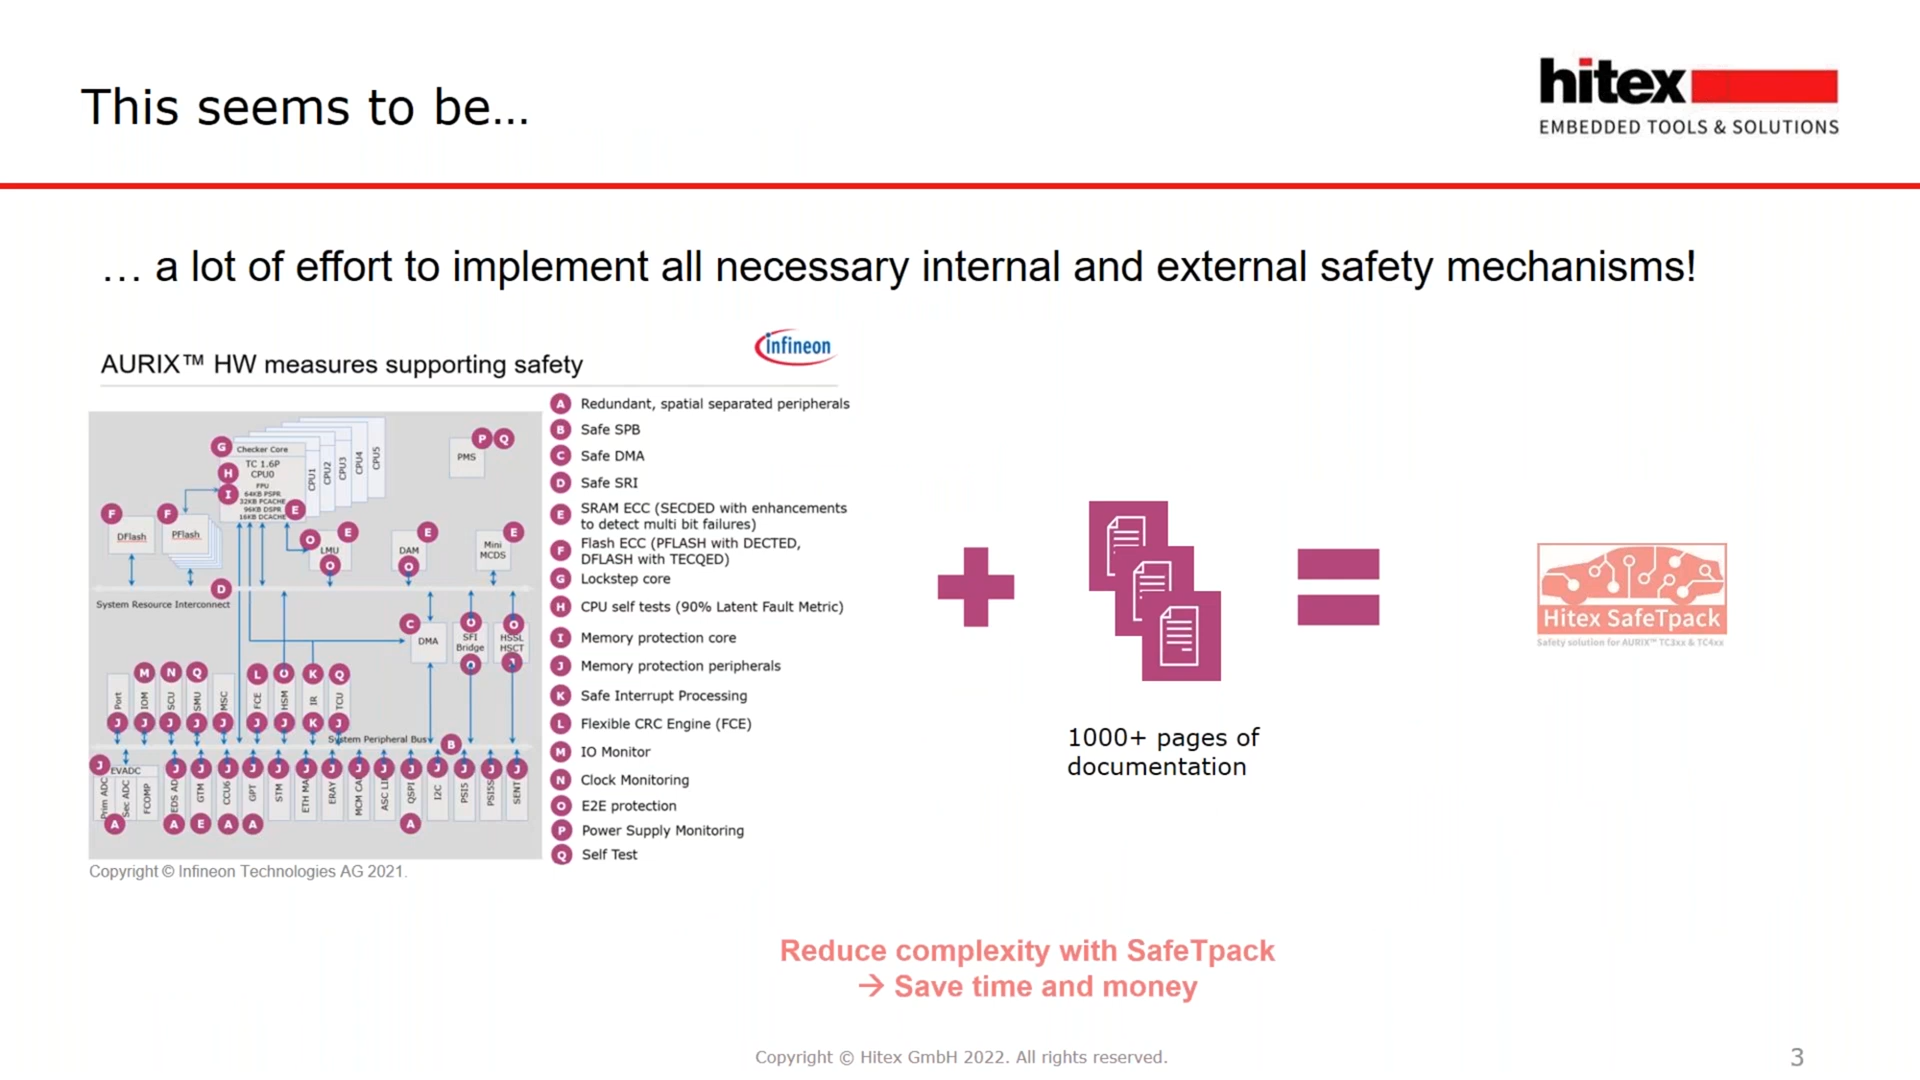 This seems to be...
hitex
EMBEDDED TOOLS & SOLUTIONS
... a lot of effort to implement all necessary internal and external safety mechanisms!
AURIX™ HW measures supporting safety
infineon
A Redundant, spatial separated peripherals
B Safe SPB
C Safe DMA
D Safe SRI
E SRAM ECC (SECDED with enhancements
to detect multi bit failures)
F Flash ECC (PFLASH with DECTED,
DFLASH with TECQED)
G Lockstep core
H CPU self tests (90% Latent Fault Metric)
I Memory protection core
J Memory protection peripherals
K Safe Interrupt Processing
L Flexible CRC Engine (FCE)
M IO Monitor
N Clock Monitoring
O E2E protection
P Power Supply Monitoring
Q Self Test
G Checker Core
H TC 1.6P
CPU0
FPU
I 64KB PSPR
32KB PCACHE
96KB DSPR E
16KB DCACHE
CPU1 CPU2 CPU3 CPU4 CPU5
P Q
PMS
F F
DFlash PFlash
O E E E
LMU DAM Mini
MCDS
O O
D
System Resource Interconnect
C O O
DMA SFI HSSL
Bridge HSCT
O J
M N Q L O K Q
Port IOM SCU SMU MSC FCE HSM IR TCU
J J J J J J J K J
System Peripheral Bus B
J EVADC J J J J J J J J J J J J J J
Prim ADC Sec ADC FCOMP EDS AD GTM CCU6 GPT STM ETH MA ERAY MCM CA ASC LI QSPI I2C PSI5 PSI5S SENT
A A E A A A
Copyright © Infineon Technologies AG 2021.
1000+ pages of
documentation
Hitex SafeTpack
Safety solution for AURIX™ TC3xx & TC4xx
Reduce complexity with SafeTpack
→ Save time and money
Copyright © Hitex GmbH 2022. All rights reserved.
3